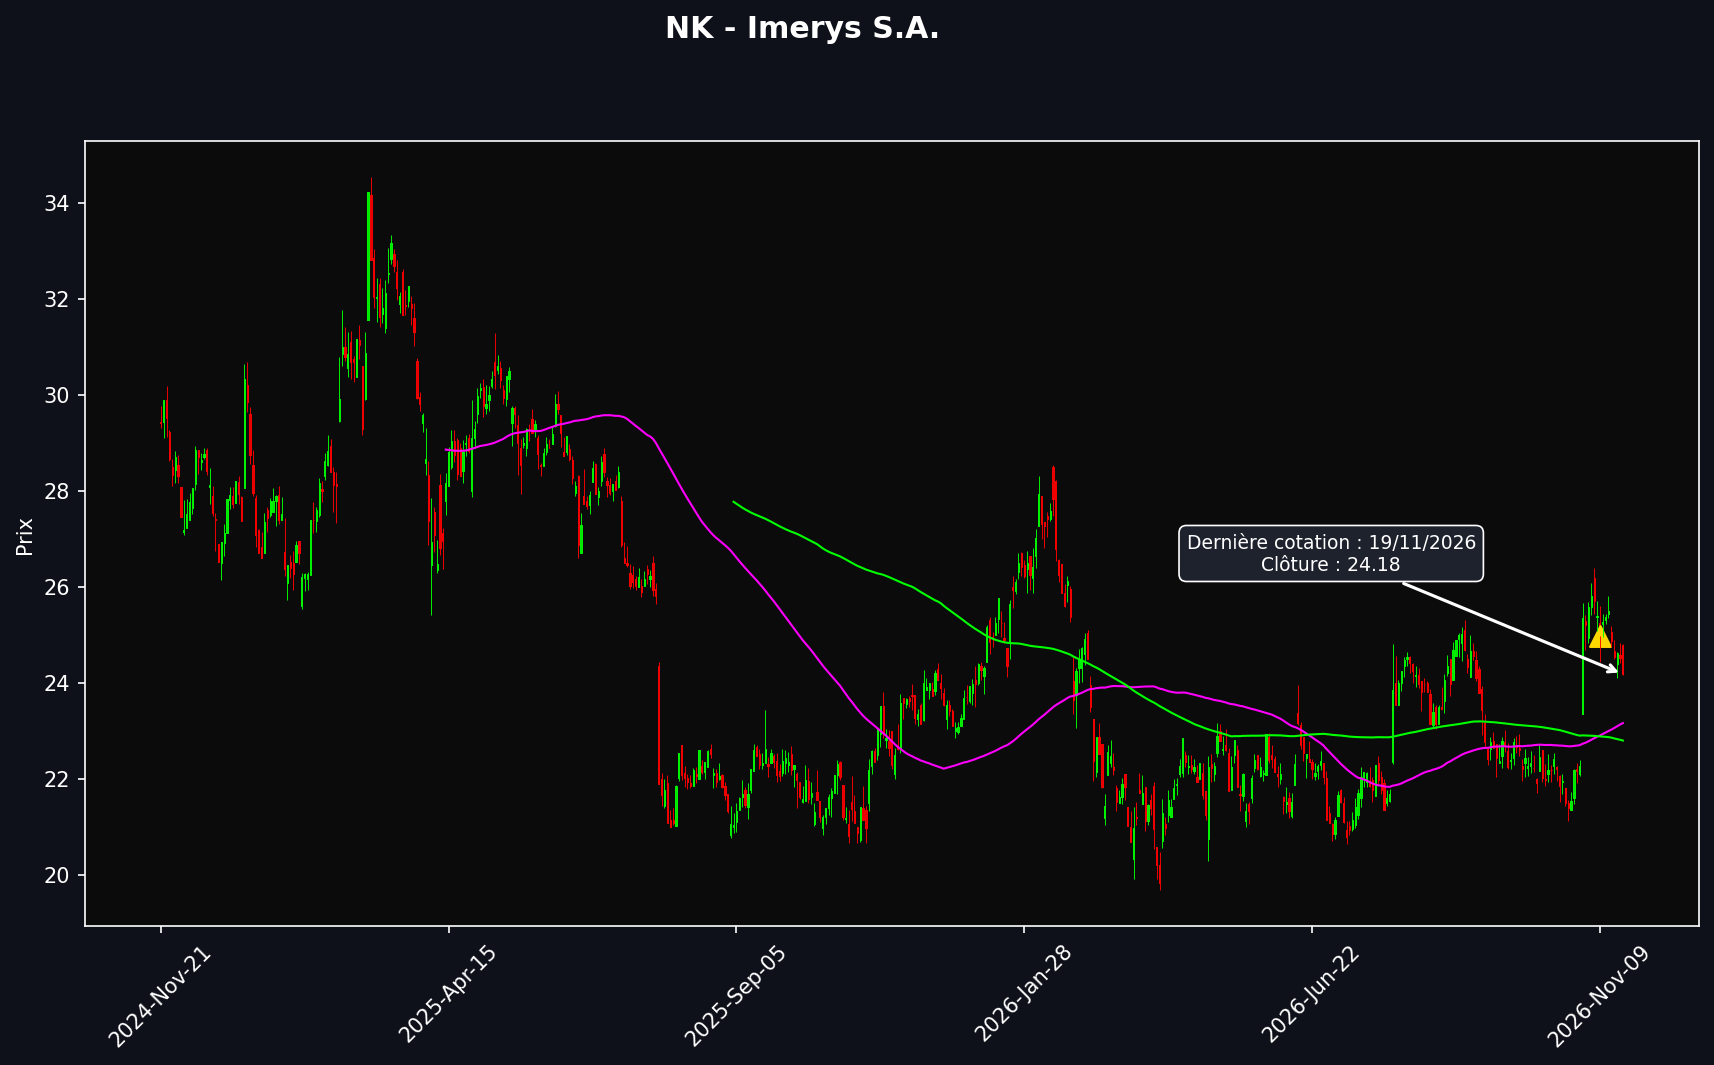 NK - Imerys S.A.
Prix
34
32
30
28
26
24
22
20
Dernière cotation : 19/11/2026
Clôture : 24.18
2024-Nov-21
2025-Apr-15
2025-Sep-05
2026-Jan-28
2026-Jun-22
2026-Nov-09